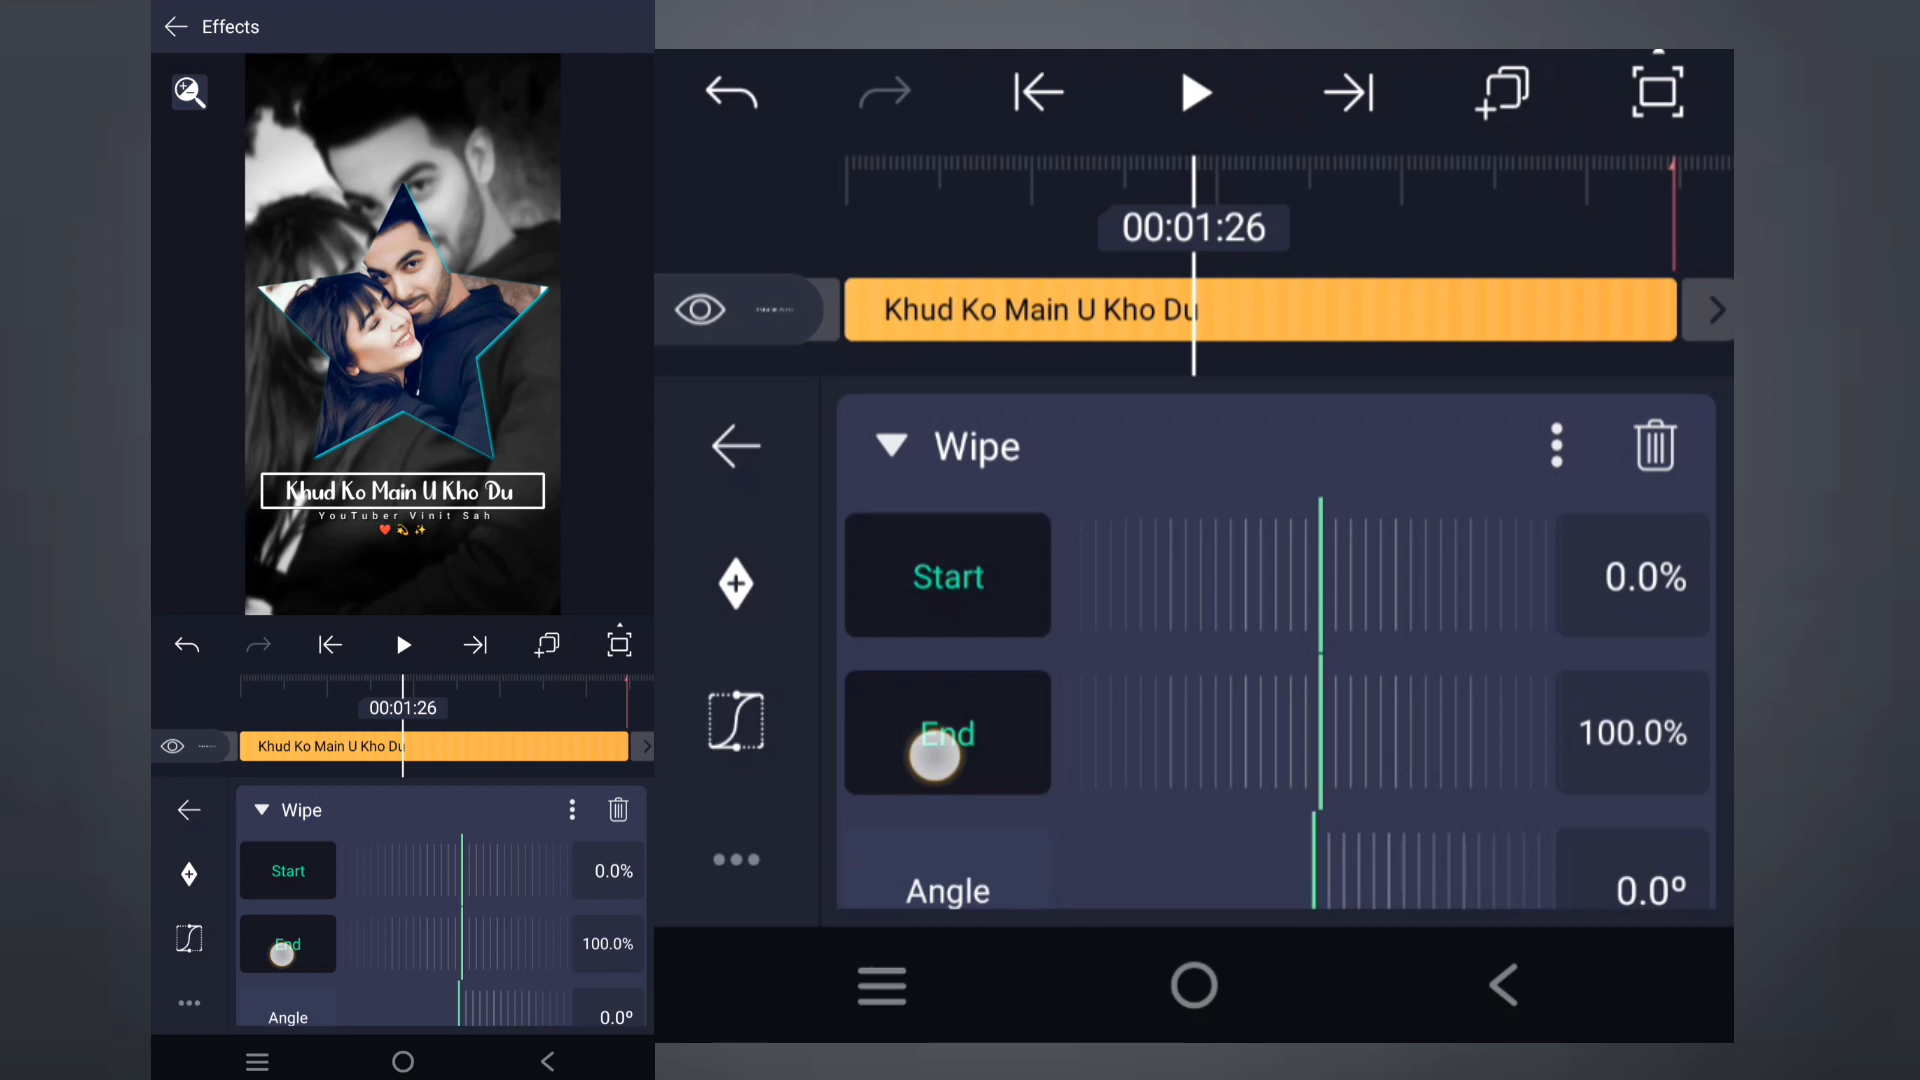 Effects
Khud Ko Main U Kho Du
YouTuber Vinit Sah
00:01:26
Khud Ko Main U Kho Du
Wipe
Start
0.0%
End
100.0%
Angle
0.0º
00:01:26
Khud Ko Main U Kho Du
Wipe
Start
0.0%
End
100.0%
Angle
0.0º